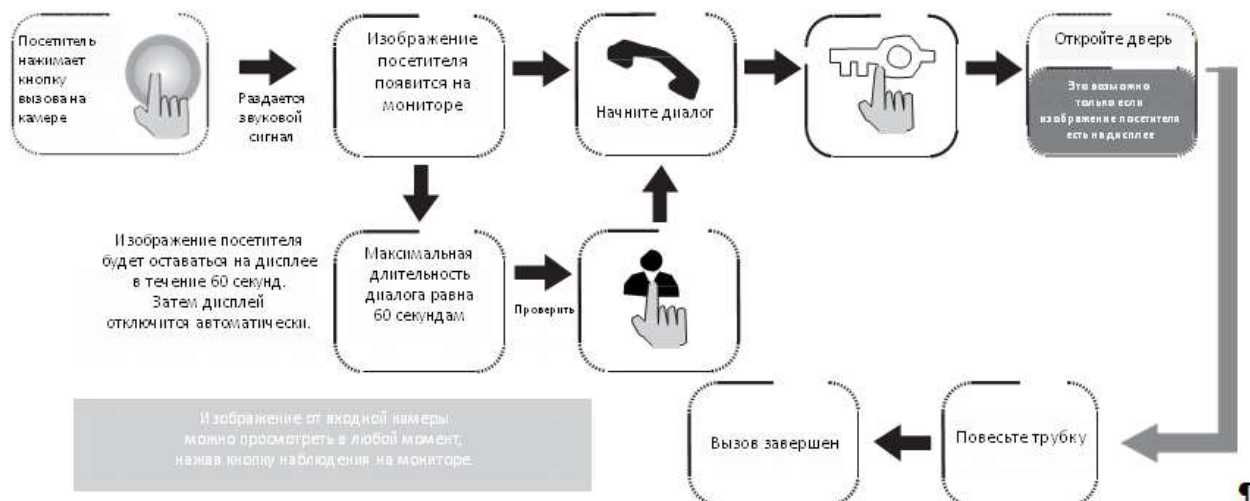 Посетитель
нажимает
кнопку
вызова на
камере
Раздается
звуковой
сигнал
Изображение
посетителя
появится на
мониторе
Начните диалог
Откройте дверь
Это возможно
только если
изображение посетителя
есть на дисплее
Изображение посетителя
будет оставаться на дисплее
в течение 60 секунд.
Затем дисплей
отключится автоматически.
Максимальная
длительность
диалога равна
60 секундам
Проверить
Изображение от входной камеры
можно просмотреть в любой момент,
нажав кнопку наблюдения на мониторе.
Вызов завершен
Повесьте трубку
¶